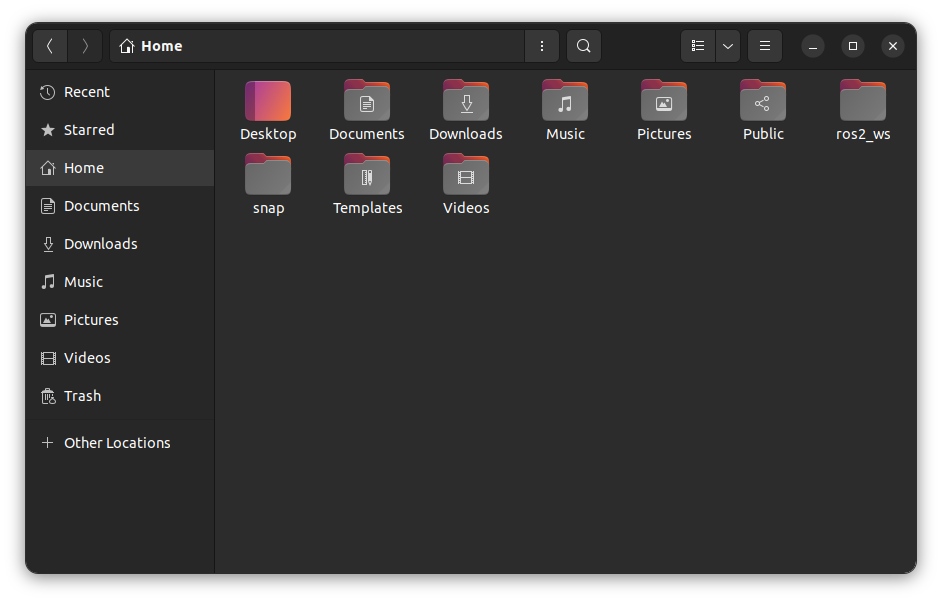 Home
Recent
Starred
Home
Documents
Downloads
Music
Pictures
Videos
Trash
Other Locations
Desktop Documents Downloads Music Pictures Public ros2_ws
snap Templates Videos